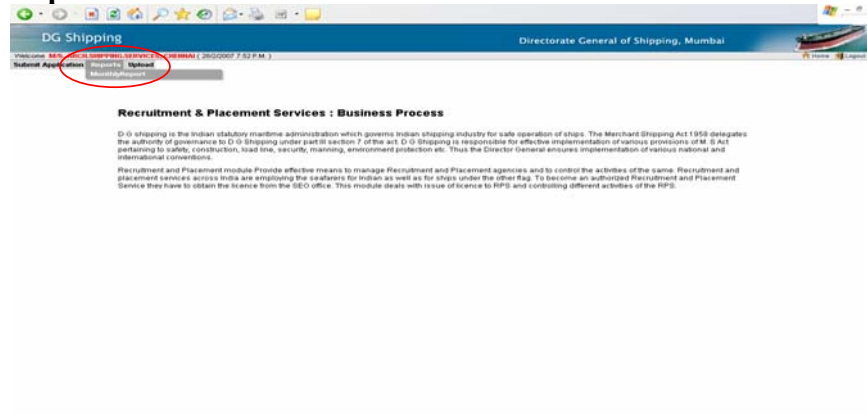 DG Shipping
Directorate General of Shipping, Mumbai
Welcome M/S. SHIPPING SERVICES, CHENNAI ( 26/2/2007 7:52 P.M. )
Home Logout
Submit Application Reports Upload
MonthlyReport
Recruitment & Placement Services : Business Process
D G shipping is the Indian statutory maritime administration which governs Indian shipping industry for safe operation of ships. The Merchant Shipping Act 1958 delegates
the authority of governance to D G Shipping under part III section 7 of the act. D G Shipping is responsible for effective implementation of various provisions of M. S Act
pertaining to safety, construction, load line, security, manning, environment protection etc. Thus the Director General ensures implementation of various national and
international conventions.
Recruitment and Placement module Provide effective means to manage Recruitment and Placement agencies and to control the activities of the same. Recruitment and
placement services across India are employing the seafarers for Indian as well as for ships under the other flag. To become an authorized Recruitment and Placement
Service they have to obtain the licence from the SEO office. This module deals with issue of licence to RPS and controlling different activities of the RPS.